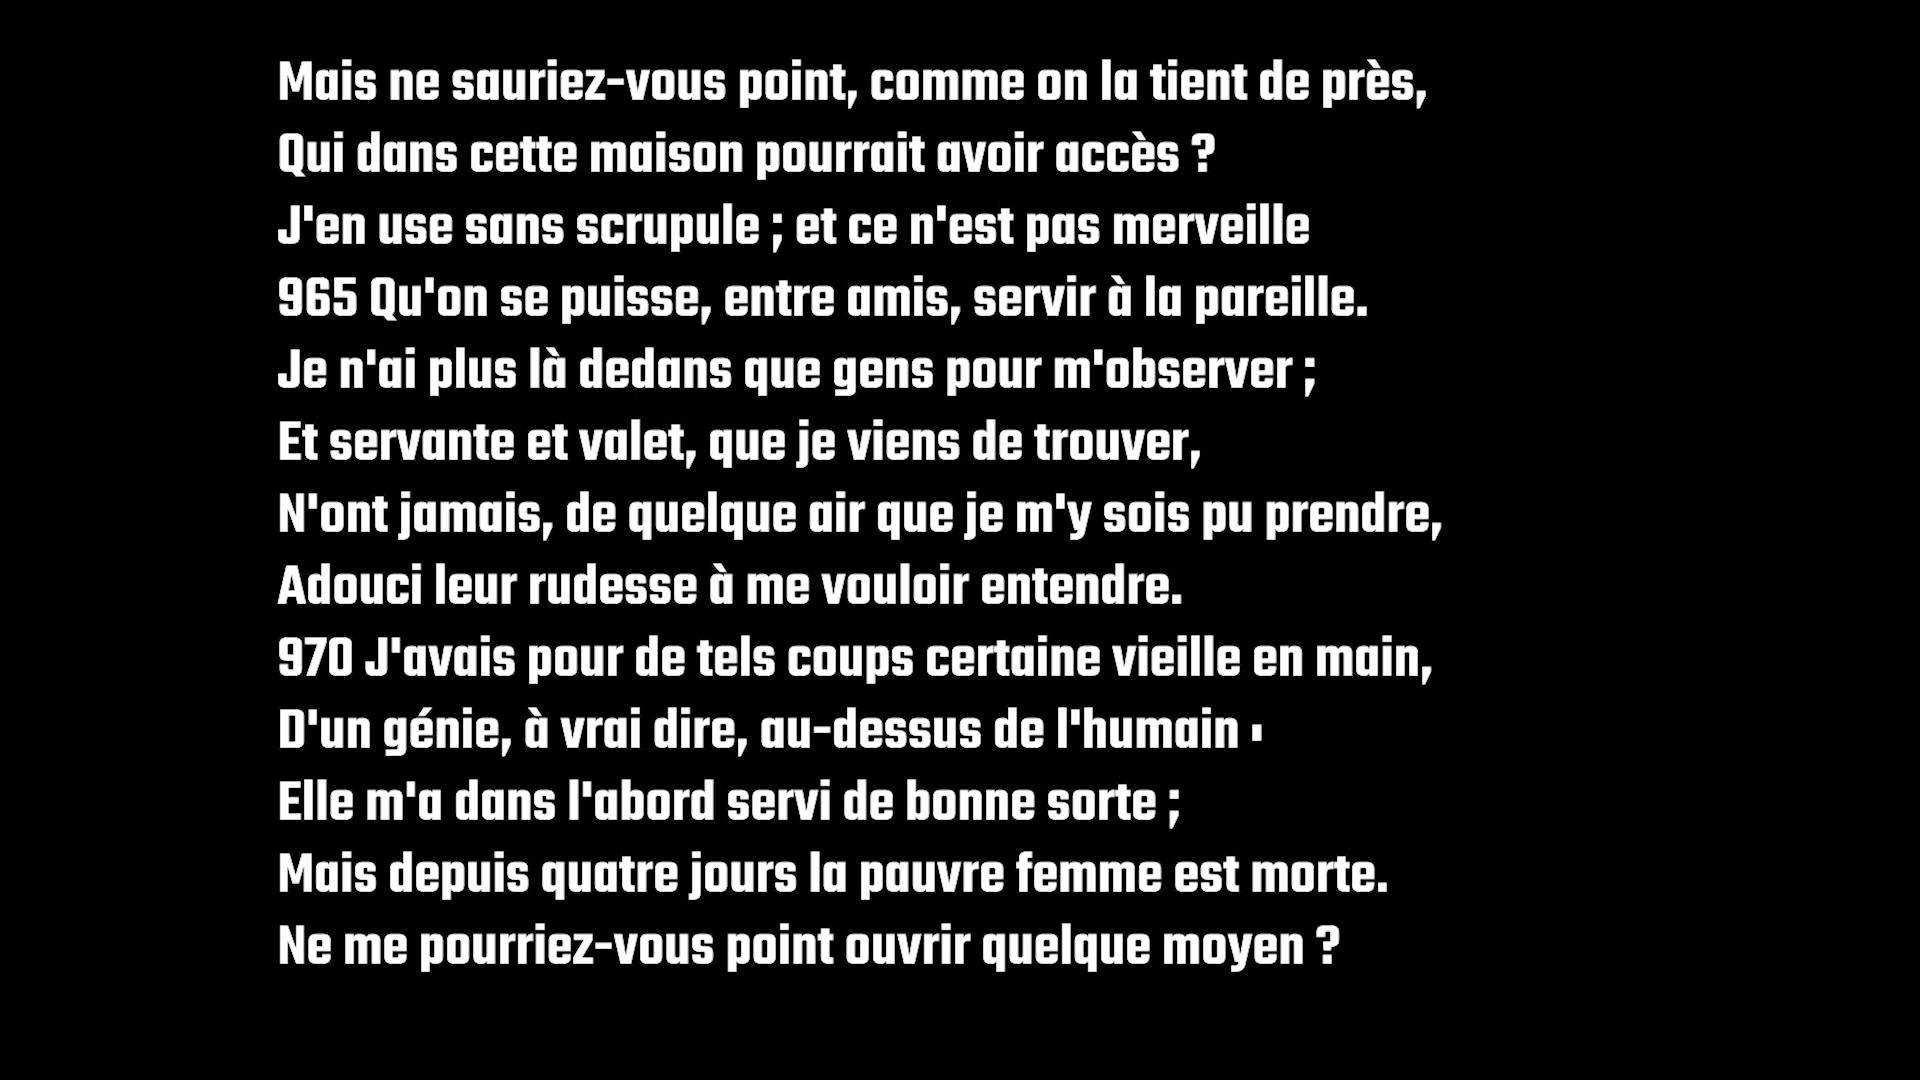 Mais ne sauriez-vous point, comme on la tient de près,
Qui dans cette maison pourrait avoir accès ?
J'en use sans scrupule ; et ce n'est pas merveille
965 Qu'on se puisse, entre amis, servir à la pareille.
Je n'ai plus là dedans que gens pour m'observer ;
Et servante et valet, que je viens de trouver,
N'ont jamais, de quelque air que je m'y sois pu prendre,
Adouci leur rudesse à me vouloir entendre.
970 J'avais pour de tels coups certaine vieille en main,
D'un génie, à vrai dire, au-dessus de l'humain :
Elle m'a dans l'abord servi de bonne sorte ;
Mais depuis quatre jours la pauvre femme est morte.
Ne me pourriez-vous point ouvrir quelque moyen ?